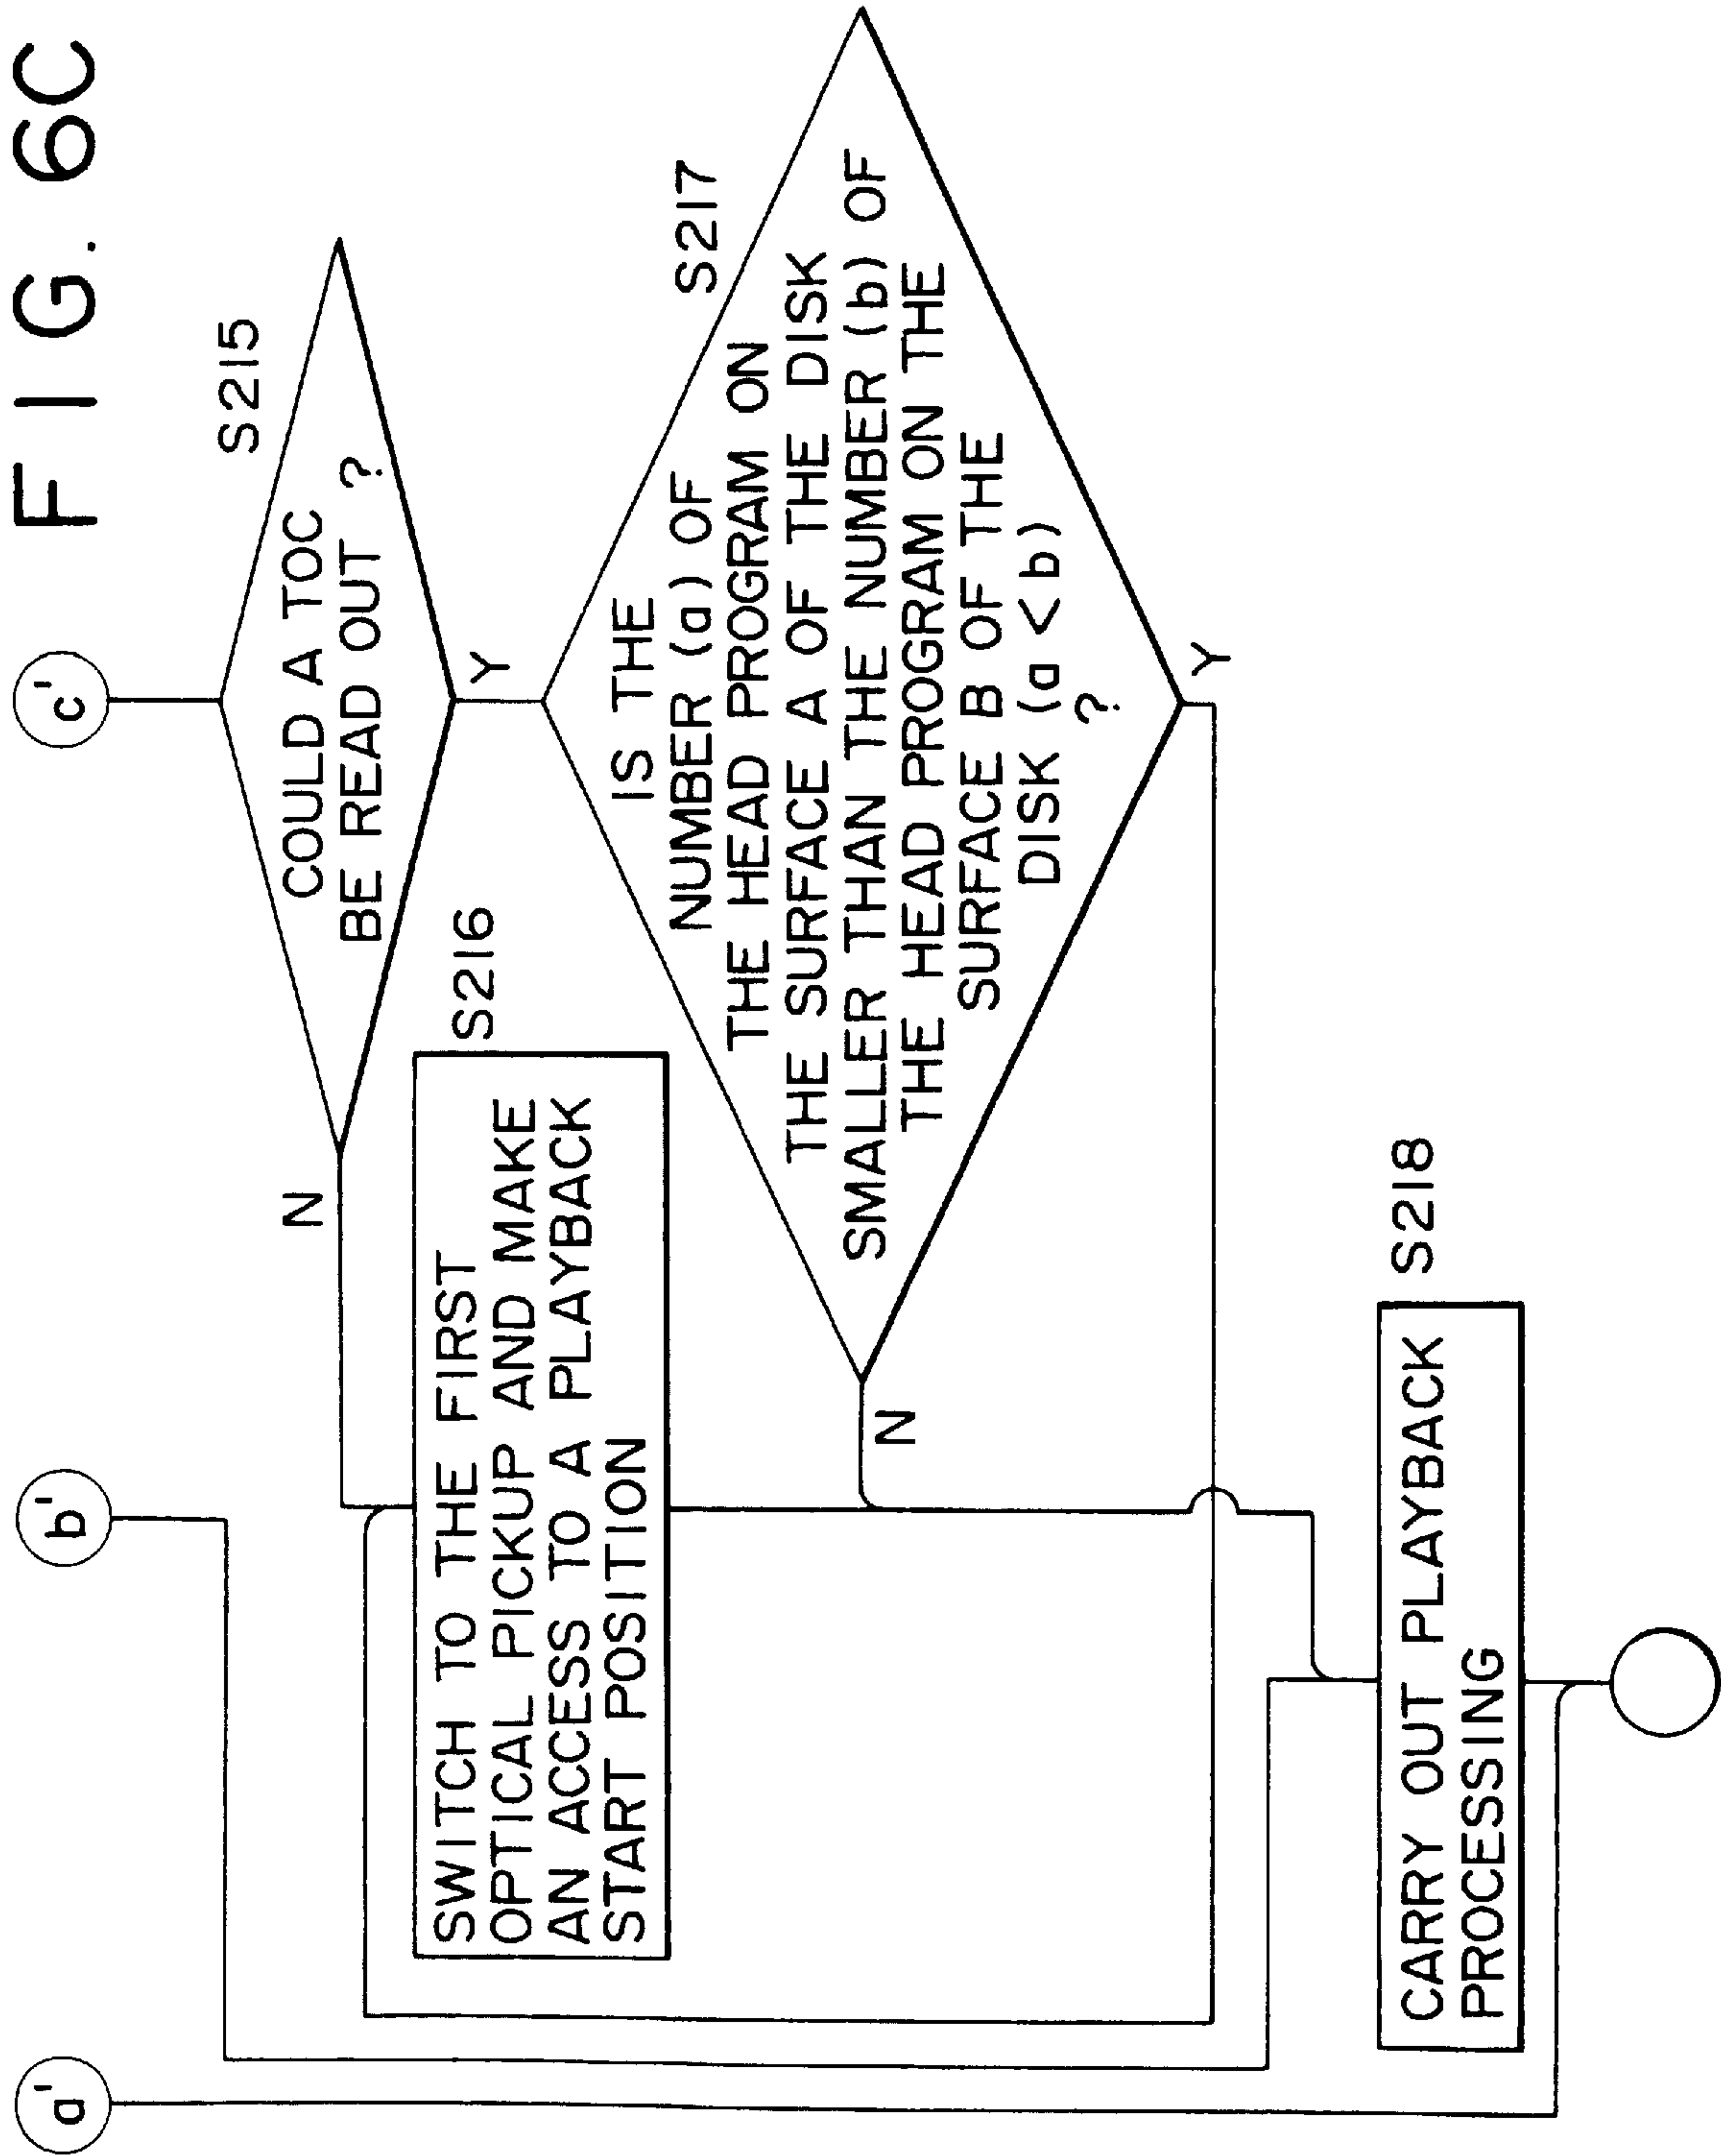 F I G. 6C
a'
b'
c'
COULD A TOC
BE READ OUT ?
S215
N
Y
SWITCH TO THE FIRST
OPTICAL PICKUP AND MAKE
AN ACCESS TO A PLAYBACK
START POSITION
S216
IS THE
NUMBER (a) OF
THE HEAD PROGRAM ON
THE SURFACE A OF THE DISK
SMALLER THAN THE NUMBER (b) OF
THE HEAD PROGRAM ON THE
SURFACE B OF THE
DISK (a < b)
?
S217
N
Y
CARRY OUT PLAYBACK
PROCESSING
S218